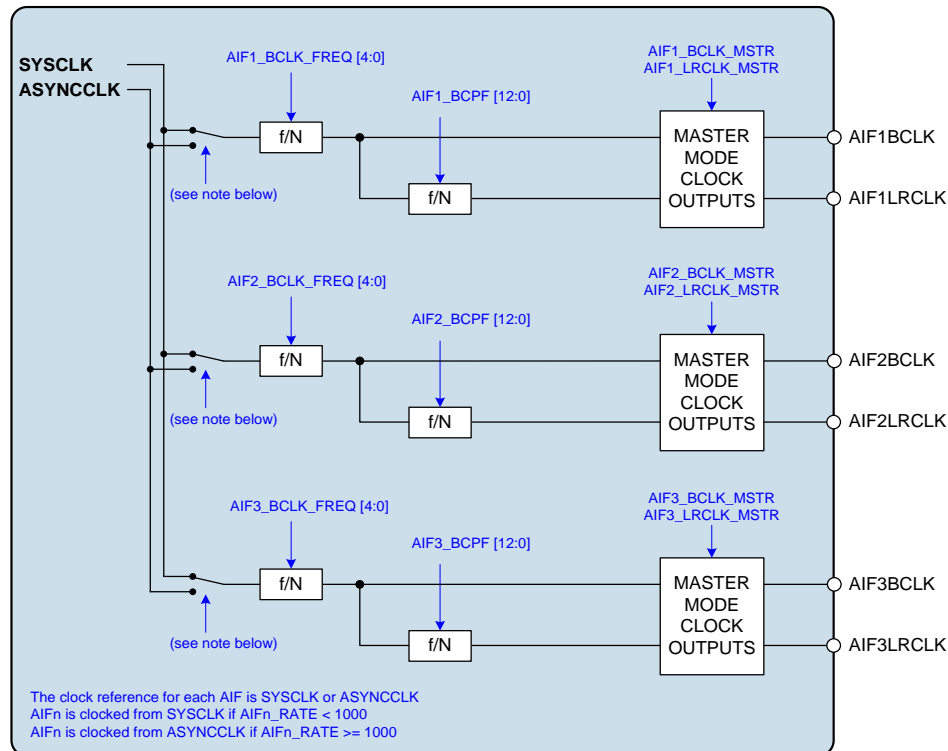 SYSCLK
ASYNCCLK
AIF1_BCLK_FREQ [4:0]
AIF1_BCPF [12:0]
AIF1_BCLK_MSTR
AIF1_LRCLK_MSTR
f/N
f/N
(see note below)
MASTER
MODE
CLOCK
OUTPUTS
AIF1BCLK
AIF1LRCLK
AIF2_BCLK_FREQ [4:0]
AIF2_BCPF [12:0]
AIF2_BCLK_MSTR
AIF2_LRCLK_MSTR
f/N
f/N
(see note below)
MASTER
MODE
CLOCK
OUTPUTS
AIF2BCLK
AIF2LRCLK
AIF3_BCLK_FREQ [4:0]
AIF3_BCPF [12:0]
AIF3_BCLK_MSTR
AIF3_LRCLK_MSTR
f/N
f/N
(see note below)
MASTER
MODE
CLOCK
OUTPUTS
AIF3BCLK
AIF3LRCLK
The clock reference for each AIF is SYSCLK or ASYNCCLK
AIFn is clocked from SYSCLK if AIFn_RATE < 1000
AIFn is clocked from ASYNCCLK if AIFn_RATE >= 1000